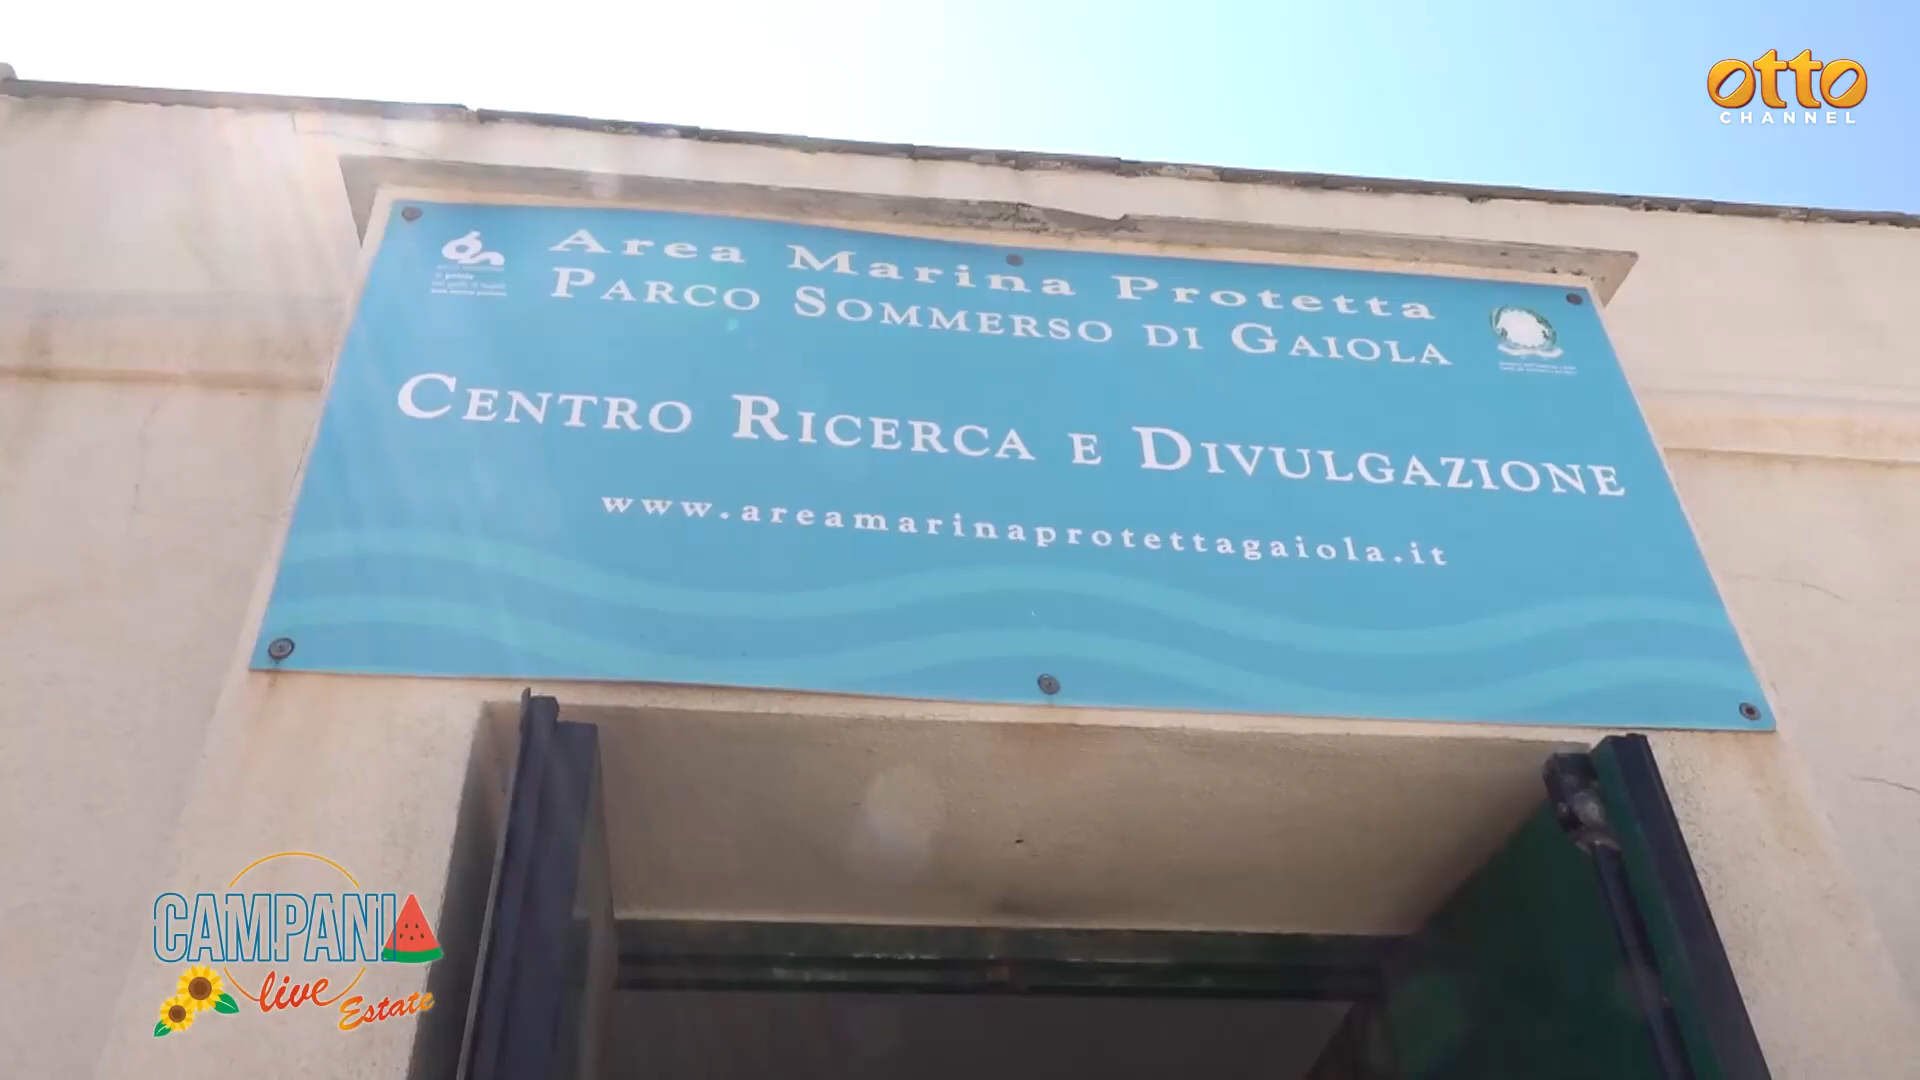 otto
CHANNEL
Area Marina Protetta
PARCO SOMMERSO DI GAIOLA
CENTRO RICERCA E DIVULGAZIONE
www.areamarinaprotettagaiola.it
CAMPANIA
live
Estate